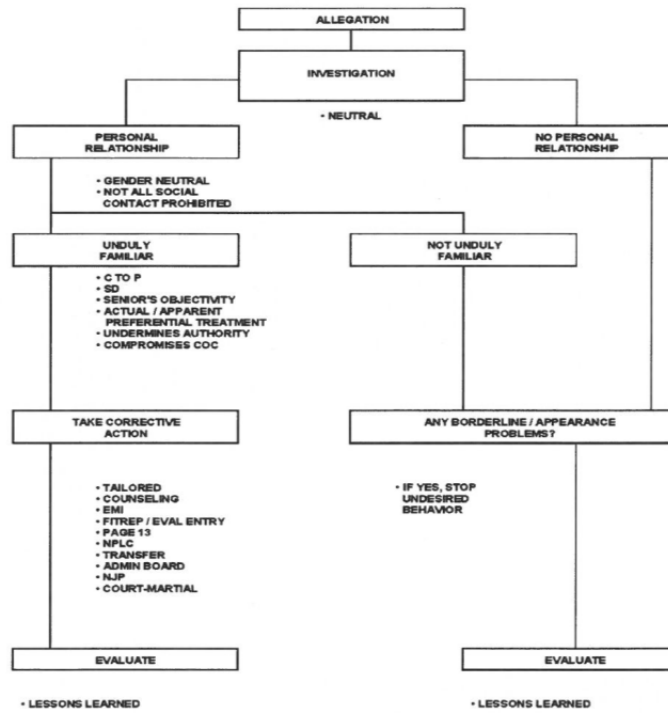 ALLEGATION
INVESTIGATION
• NEUTRAL
PERSONAL
RELATIONSHIP
NO PERSONAL
RELATIONSHIP
• GENDER NEUTRAL
• NOT ALL SOCIAL
CONTACT PROHIBITED
UNDULY
FAMILIAR
NOT UNDULY
FAMILIAR
• C TO P
• SD
• SENIOR'S OBJECTIVITY
• ACTUAL / APPARENT
PREFERENTIAL TREATMENT
• UNDERMINES AUTHORITY
• COMPROMISES COC
TAKE CORRECTIVE
ACTION
ANY BORDERLINE / APPEARANCE
PROBLEMS?
• TAILORED
• COUNSELING
• EMI
• FITREP / EVAL ENTRY
• PAGE 13
• NPLC
• TRANSFER
• ADMIN BOARD
• NJP
• COURT-MARTIAL
• IF YES, STOP
UNDESIRED
BEHAVIOR
EVALUATE
EVALUATE
• LESSONS LEARNED
• LESSONS LEARNED